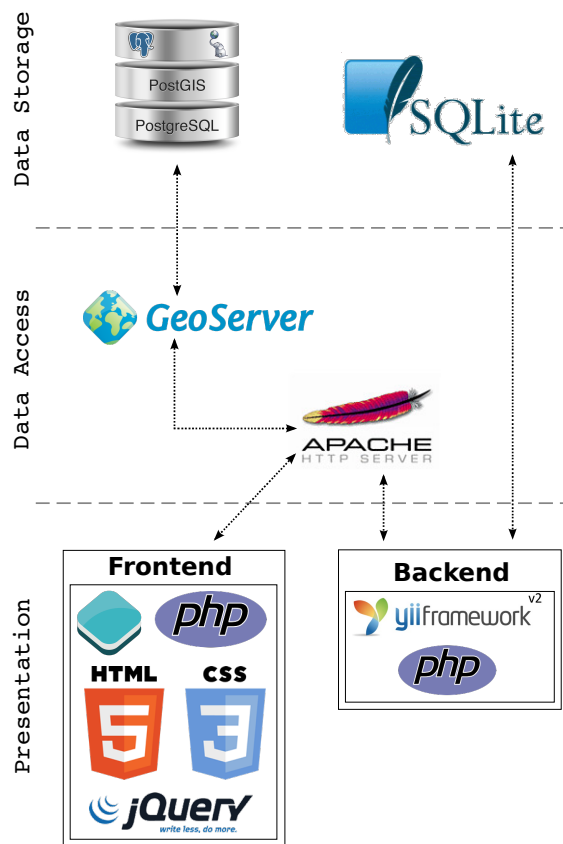 Data Storage
PostGIS
PostgreSQL
SQLite
Data Access
GeoServer
APACHE
HTTP SERVER
Presentation
Frontend
php
HTML
5
CSS
3
jQuery
write less, do more.
Backend
yiiframework v2
php